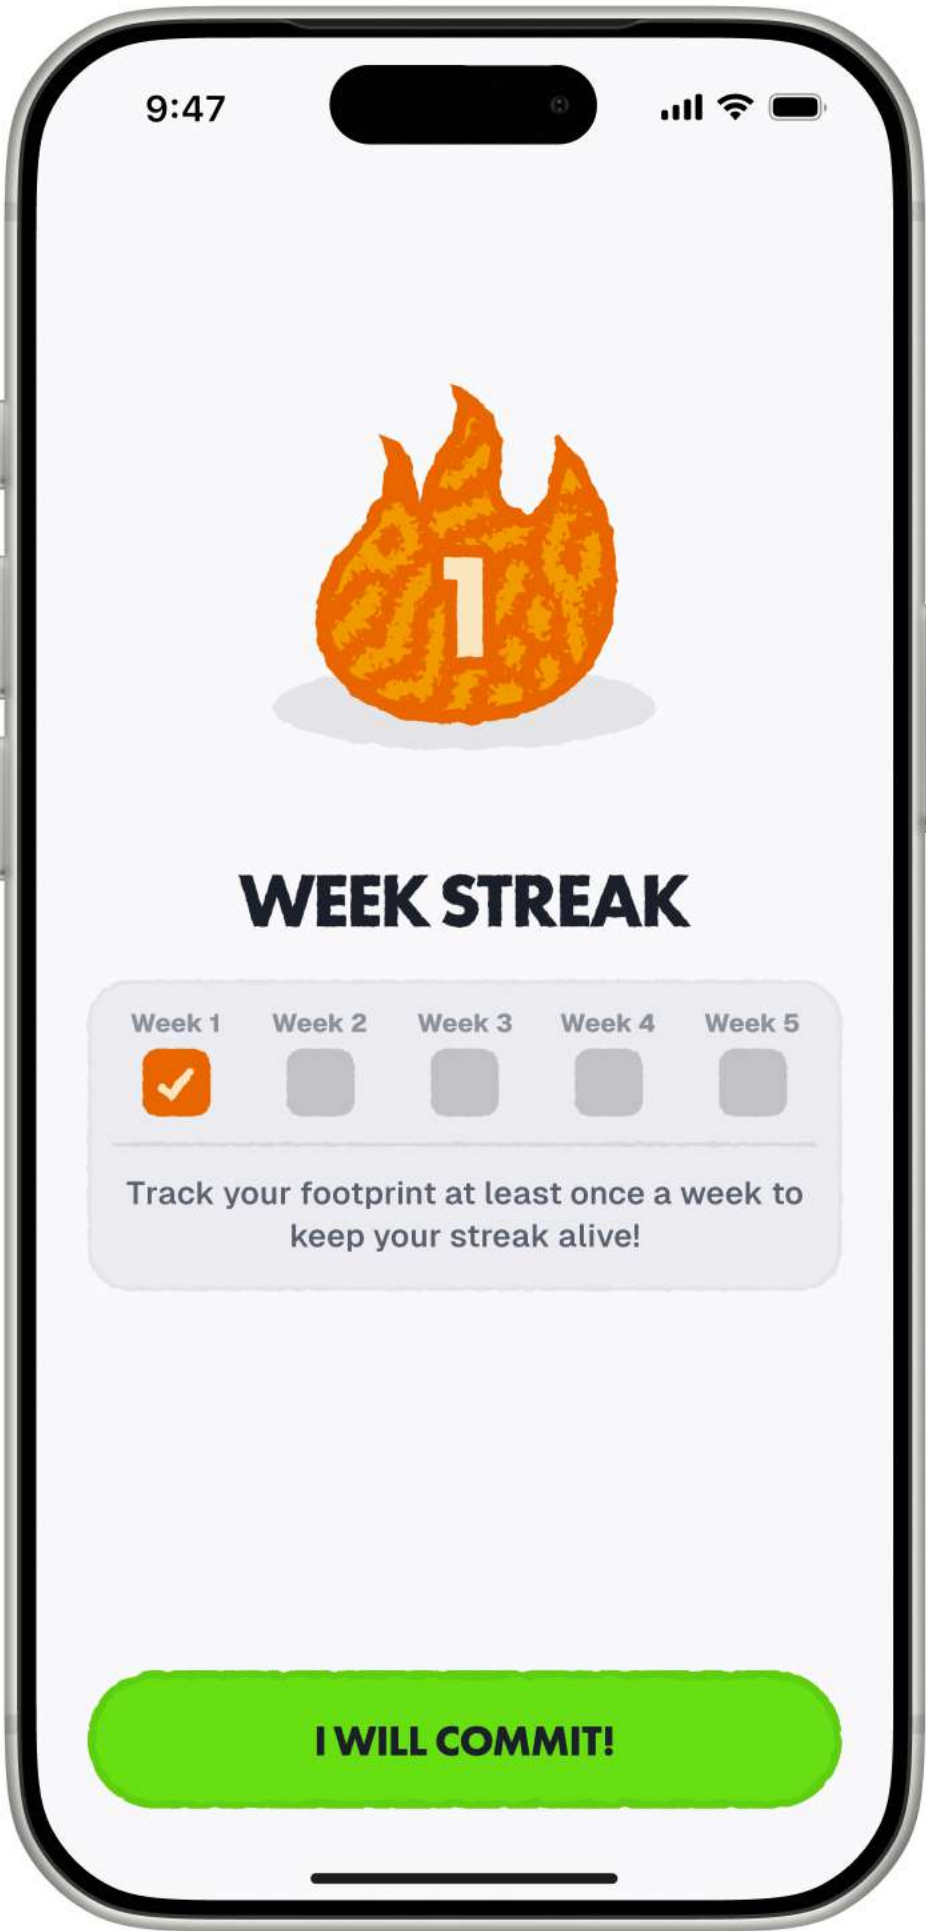 9:47
1
WEEK STREAK
Week 1 Week 2 Week 3 Week 4 Week 5
Track your footprint at least once a week to
keep your streak alive!
I WILL COMMIT!